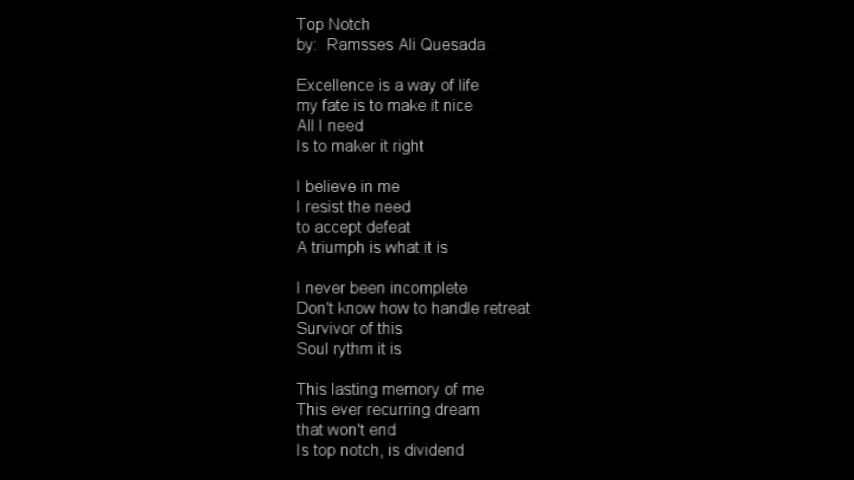 Top Notch
by:  Ramsses Ali Quesada

Excellence is a way of life
my fate is to make it nice
All I need
Is to maker it right

I believe in me
I resist the need
to accept defeat
A triumph is what it is

I never been incomplete
Don't know how to handle retreat
Survivor of this
Soul rythm it is

This lasting memory of me
This ever recurring dream
that won't end
Is top notch, is dividend